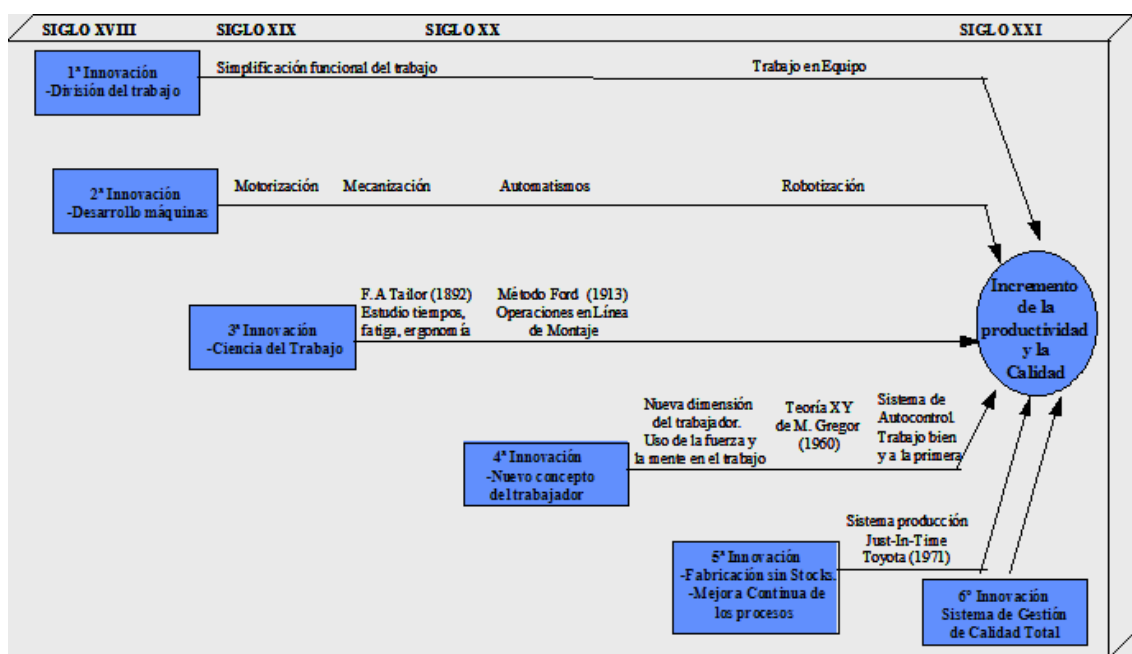 SIGLO XVIII SIGLO XIX SIGLO XX SIGLO XXI
1ª Innovación
-División del trabajo
Simplificación funcional del trabajo
Trabajo en Equipo
2ª Innovación
-Desarrollo máquinas
Motorización
Mecanización
Automatismos
Robotización
3ª Innovación
-Ciencia del Trabajo
F.A Tailor (1892)
Estudio tiempos,
fatiga, ergonomía
Método Ford (1913)
Operaciones en Línea
de Montaje
Incremento
de la
productividad
y la
Calidad
4ª Innovación
-Nuevo concepto
del trabajador
Nueva dimensión
del trabajador.
Uso de la fuerza y
la mente en el trabajo
Teoría XY
de M. Gregor
(1960)
Sistema de
Autocontrol.
Trabajo bien
y a la primera
5ª Innovación
-Fabricación sin Stocks.
-Mejora Continua de
los procesos
Sistema producción
Just-In-Time
Toyota (1971)
6º Innovación
Sistema de Gestión
de Calidad Total